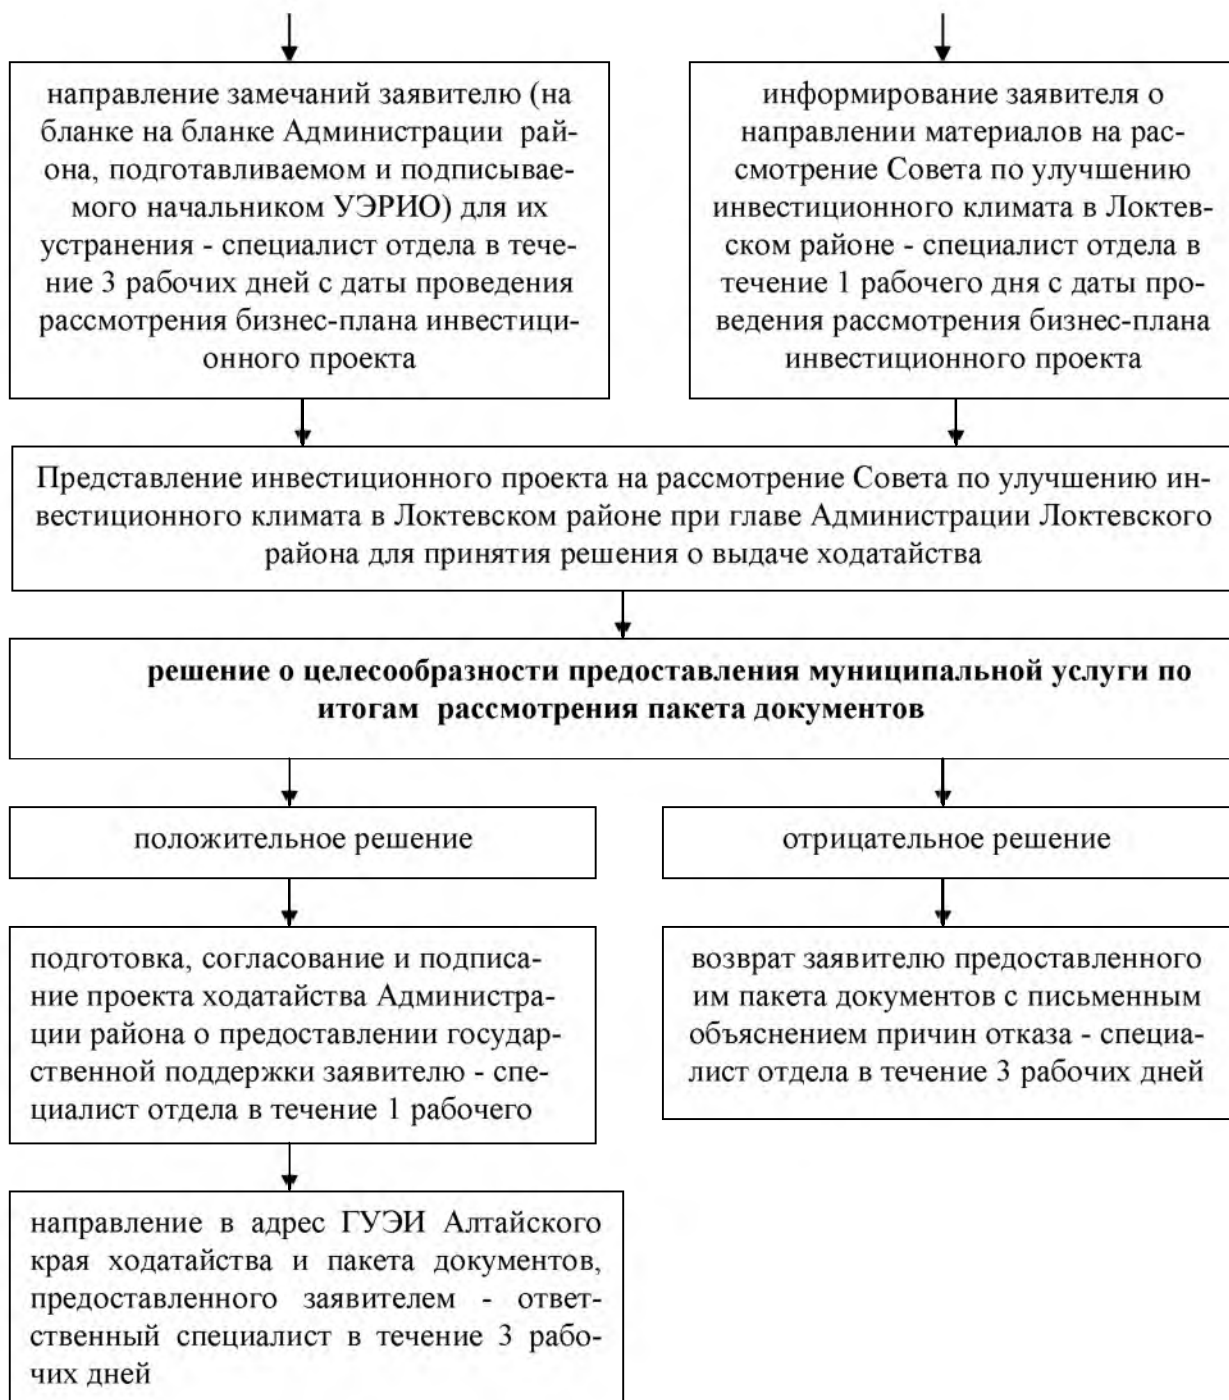 направление замечаний заявителю (на
бланке на бланке Администрации рай-
она, подготавливаемом и подписывае-
мого начальником УЭРИО) для их
устранения - специалист отдела в тече-
ние 3 рабочих дней с даты проведения
рассмотрения бизнес-плана инвестици-
онного проекта
информирование заявителя о
направлении материалов на рас-
смотрение Совета по улучшению
инвестиционного климата в Локтев-
ском районе - специалист отдела в
течение 1 рабочего дня с даты про-
ведения рассмотрения бизнес-плана
инвестиционного проекта
Представление инвестиционного проекта на рассмотрение Совета по улучшению ин-
вестиционного климата в Локтевском районе при главе Администрации Локтевского
района для принятия решения о выдаче ходатайства
решение о целесообразности предоставления муниципальной услуги по
итогам рассмотрения пакета документов
положительное решение
отрицательное решение
подготовка, согласование и подписа-
ние проекта ходатайства Администра-
ции района о предоставлении государ-
ственной поддержки заявителю - спе-
циалист отдела в течение 1 рабочего
возврат заявителю предоставленного
им пакета документов с письменным
объяснением причин отказа - специа-
лист отдела в течение 3 рабочих дней
направление в адрес ГУЭИ Алтайского
края ходатайства и пакета документов,
предоставленного заявителем - ответ-
ственный специалист в течение 3 рабо-
чих дней